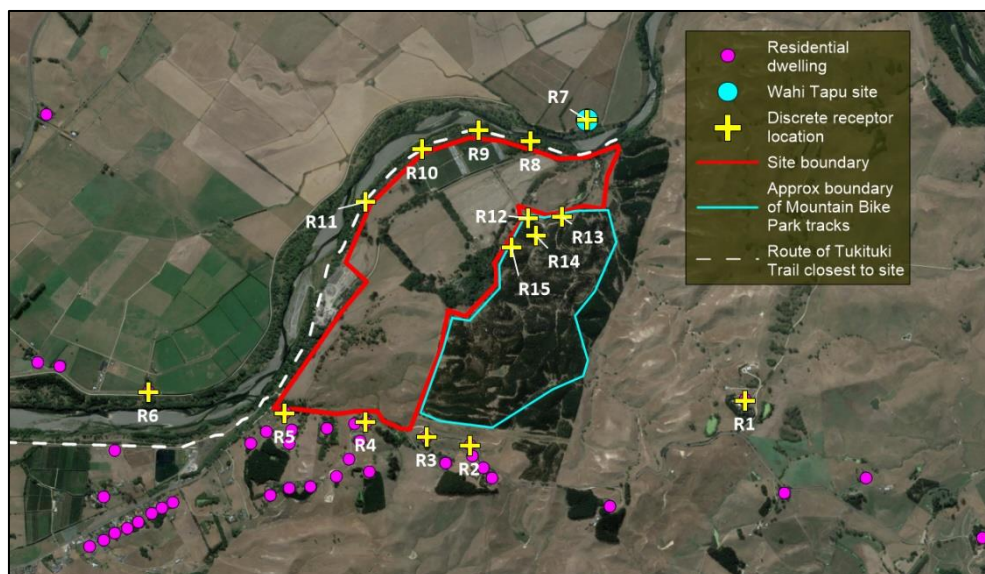 Residential
dwelling
Wahi Tapu site
Discrete receptor
location
Site boundary
Approx boundary
of Mountain Bike
Park tracks
Route of Tukituki
Trail closest to site
R7
R9
R8
R10
R11
R12
R13
R14
R15
R6
R1
R5
R4
R3
R2